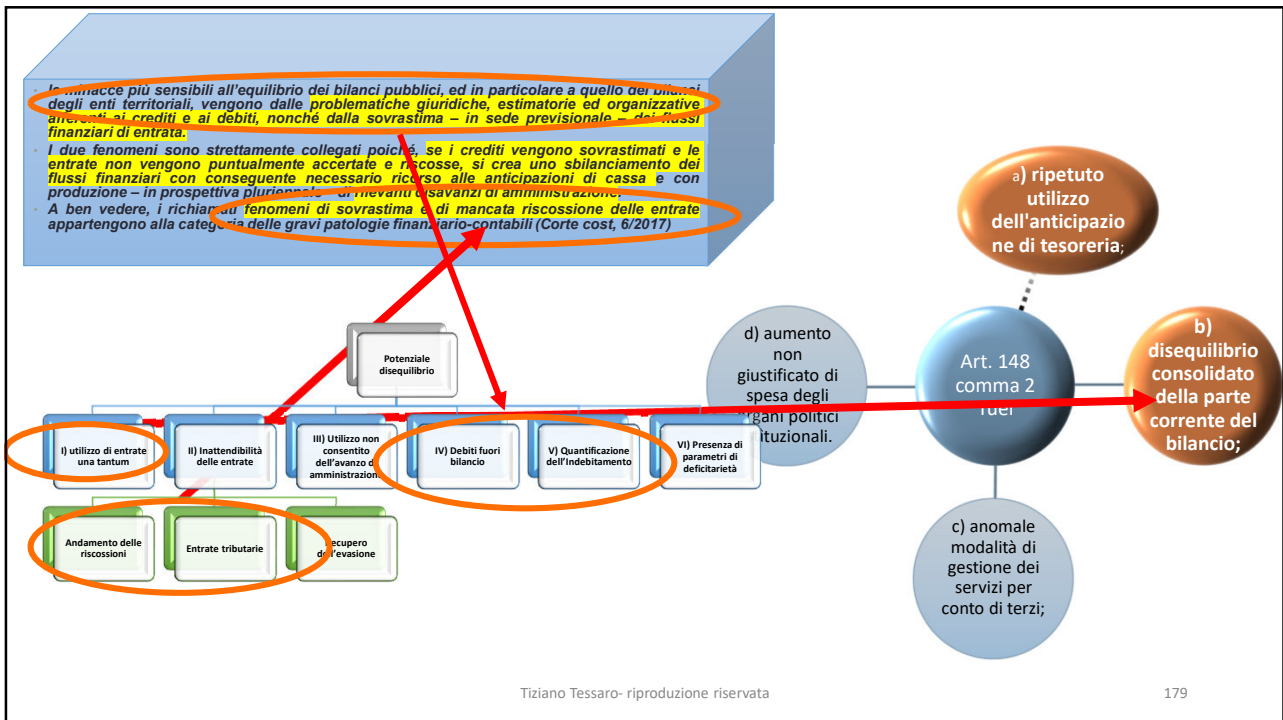 le minacce più sensibili all'equilibrio dei bilanci pubblici, ed in particolare a quello dei bilanci
degli enti territoriali, vengono dalle problematiche giuridiche, estimatorie ed organizzative
afferenti ai crediti e ai debiti, nonché dalla sovrastima – in sede previsionale – dei flussi
finanziari di entrata.
I due fenomeni sono strettamente collegati poiché, se i crediti vengono sovrastimati e le
entrate non vengono puntualmente accertate e riscosse, si crea uno sbilanciamento dei
flussi finanziari con conseguente necessario ricorso alle anticipazioni di cassa e con
produzione – in prospettiva pluriennale – di rilevanti disavanzi di amministrazione.
A ben vedere, i richiamati fenomeni di sovrastima e di mancata riscossione delle entrate
appartengono alla categoria delle gravi patologie finanziario-contabili (Corte cost, 6/2017)
Potenziale
disequilibrio
I) utilizzo di entrate
una tantum
II) Inattendibilità
delle entrate
III) Utilizzo non
consentito
dell'avanzo di
amministrazione
IV) Debiti fuori
bilancio
V) Quantificazione
dell'Indebitamento
VI) Presenza di
parametri di
deficitarietà
Andamento delle
riscossioni
Entrate tributarie
Recupero
dell'evasione
a) ripetuto
utilizzo
dell'anticipazio
ne di tesoreria;
Art. 148
comma 2
Tuel
b)
disequilibrio
consolidato
della parte
corrente del
bilancio;
c) anomale
modalità di
gestione dei
servizi per
conto di terzi;
d) aumento
non
giustificato di
spesa degli
organi politici
istituzionali.
Tiziano Tessaro- riproduzione riservata
179